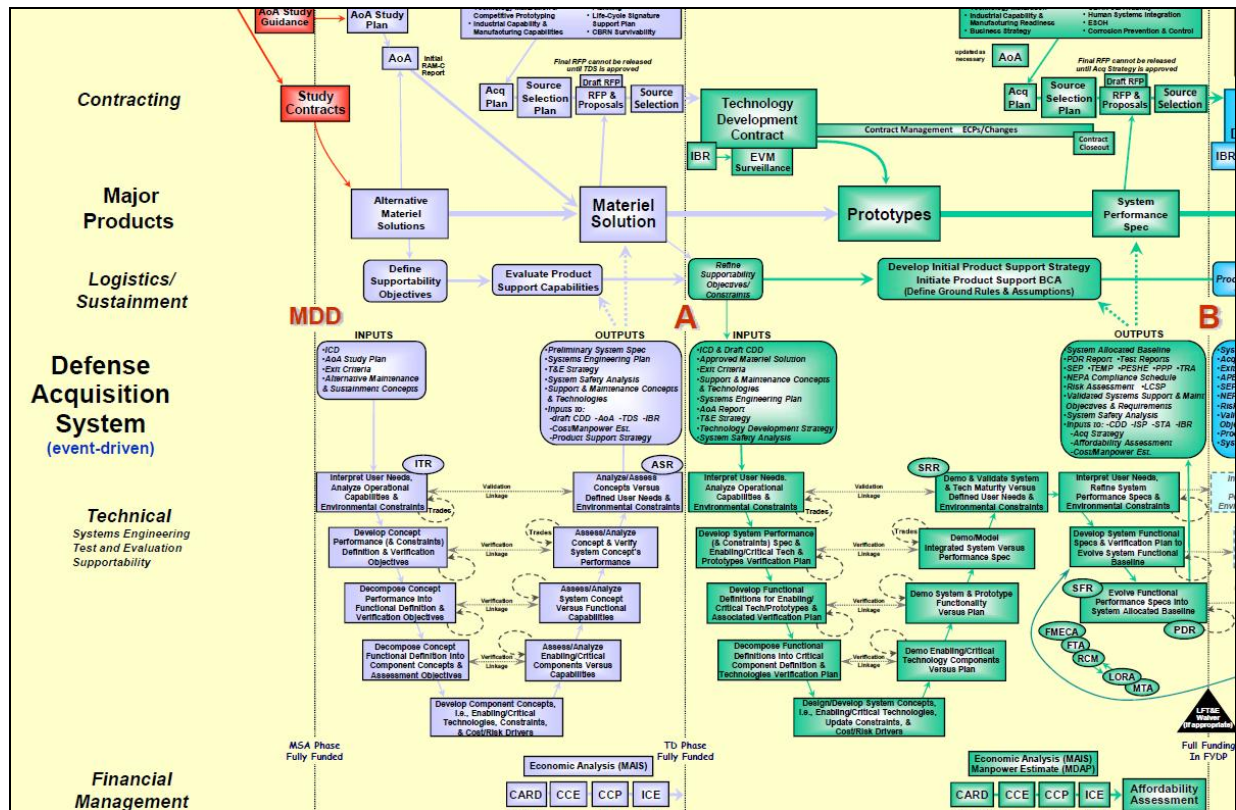 AoA Study
Guidance
AoA Study
Plan
Competitive Prototyping
• Industrial Capability &
Manufacturing Capabilities
• Life-Cycle Signature
Support Plan
• CBRN Survivability
• Industrial Capability &
Manufacturing Readiness
• Business Strategy
• Human Systems Integration
• ESOH
• Corrosion Prevention & Control
AoA
Initial
RAM-C
Report
Final RFP cannot be released
until TDS is approved
updated as
necessary
AoA
Final RFP cannot be released
until Acq Strategy is approved
Contracting
Study
Contracts
Acq
Plan
Source
Selection
Plan
Draft RFP
RFP &
Proposals
Source
Selection
Technology
Development
Contract
Contract Management ECPs/Changes
Contract
Closeout
IBR
EVM
Surveillance
Acq
Plan
Source
Selection
Plan
Draft RFP
RFP &
Proposals
Source
Selection
IBR
Major
Products
Alternative
Materiel
Solutions
Materiel
Solution
Prototypes
System
Performance
Spec
Logistics/
Sustainment
Define
Supportability
Objectives
Evaluate Product
Support Capabilities
Refine
Supportability
Objectives/
Constraints
Develop Initial Product Support Strategy
Initiate Product Support BCA
(Define Ground Rules & Assumptions)
MDD
A
B
Defense
Acquisition
System
(event-driven)
INPUTS
•ICD
•AoA Study Plan
•Exit Criteria
•Alternative Maintenance
& Sustainment Concepts
OUTPUTS
•Preliminary System Spec
•Systems Engineering Plan
•T&E Strategy
•System Safety Analysis
•Support & Maintenance Concepts
& Technologies
•Inputs to:
-draft CDD -AoA -TDS -IBR
-Cost/Manpower Est.
-Product Support Strategy
INPUTS
•ICD & Draft CDD
•Approved Materiel Solution
•Exit Criteria
•Support & Maintenance Concepts
& Technologies
•Systems Engineering Plan
•AoA Report
•T&E Strategy
•Technology Development Strategy
•System Safety Analysis
OUTPUTS
•System Allocated Baseline
•PDR Report •Test Reports
•SEP •TEMP •PESHE •PPP •TRA
•NEPA Compliance Schedule
•Risk Assessment •LCSP
•Validated Systems Support & Maint
Objectives & Requirements
•System Safety Analysis
•Inputs to: -CDD -ISP -STA -IBR
-Acq Strategy
-Affordability Assessment
-Cost/Manpower Est.
Technical
Systems Engineering
Test and Evaluation
Supportability
ITR
Interpret User Needs,
Analyze Operational
Capabilities &
Environmental Constraints
Validation
Linkage
Trades
ASR
Analyze/Assess
Concepts Versus
Defined User Needs &
Environmental Constraints
Develop Concept
Performance (& Constraints)
Definition & Verification
Objectives
Verification
Linkage
Trades
Assess/Analyze
Concept & Verify
System Concept's
Performance
Decompose Concept
Performance Into
Functional Definition &
Verification Objectives
Verification
Linkage
Assess/Analyze
System Concept
Versus Functional
Capabilities
Decompose Concept
Functional Definition Into
Component Concepts &
Assessment Objectives
Verification
Linkage
Assess/Analyze
Enabling/Critical
Components Versus
Capabilities
Develop Component Concepts,
i.e., Enabling/Critical
Technologies, Constraints,
& Cost/Risk Drivers
Interpret User Needs.
Analyze Operational
Capabilities &
Environmental Constraints
Validation
Linkage
Trades
SRR
Demo & Validate System
& Tech Maturity Versus
Defined User Needs &
Environmental Constraints
Develop System Performance
(& Constraints) Spec &
Enabling/Critical Tech &
Prototypes Verification Plan
Verification
Linkage
Trades
Demo/Model
Integrated System Versus
Performance Spec
Develop Functional
Definitions for Enabling/
Critical Tech/Prototypes &
Associated Verification Plan
Verification
Linkage
Demo System & Prototype
Functionality
Versus Plan
Decompose Functional
Definitions Into Critical
Component Definition &
Technologies Verification Plan
Verification
Linkage
Demo Enabling/Critical
Technology Components
Versus Plan
Design/Develop System Concepts,
i.e., Enabling/Critical Technologies,
Update Constraints, &
Cost/Risk Drivers
Interpret User Needs,
Refine System
Performance Specs &
Environmental Constraints
Trades
Develop System Functional
Specs & Verification Plan to
Evolve System Functional
Baseline
SFR
Evolve Functional
Performance Specs into
System Allocated Baseline
PDR
FMECA
FTA
RCM
LORA
MTA
LFT&E
Waiver
(if appropriate)
MSA Phase
Fully Funded
TD Phase
Fully Funded
Full Funding
In FYDP
Financial
Management
Economic Analysis (MAIS)
CARD
CCE
CCP
ICE
Economic Analysis (MAIS)
Manpower Estimate (MDAP)
CARD
CCE
CCP
ICE
Affordability
Assessment